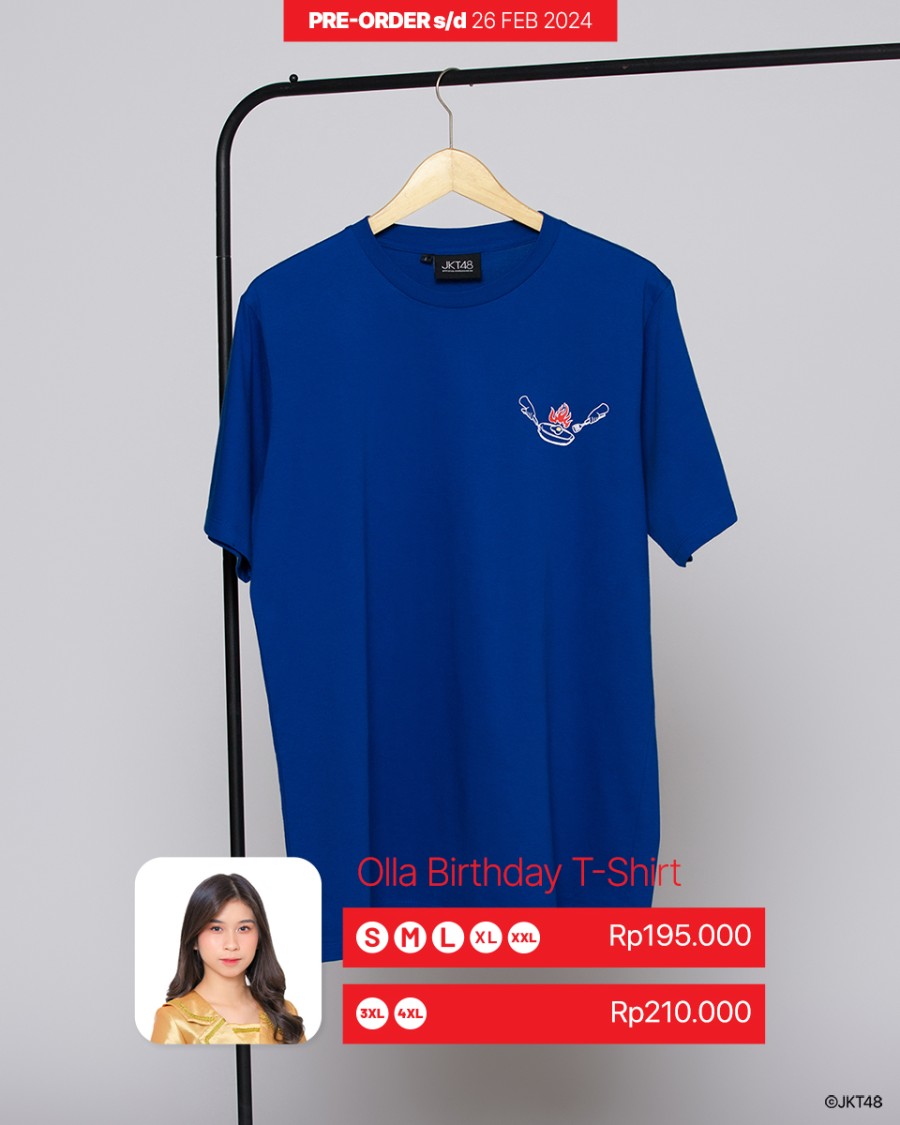 PRE-ORDER s/d 26 FEB 2024
JKT48
Olla Birthday T-Shirt
S M L XL XXL Rp195.000
3XL 4XL Rp210.000
©JKT48